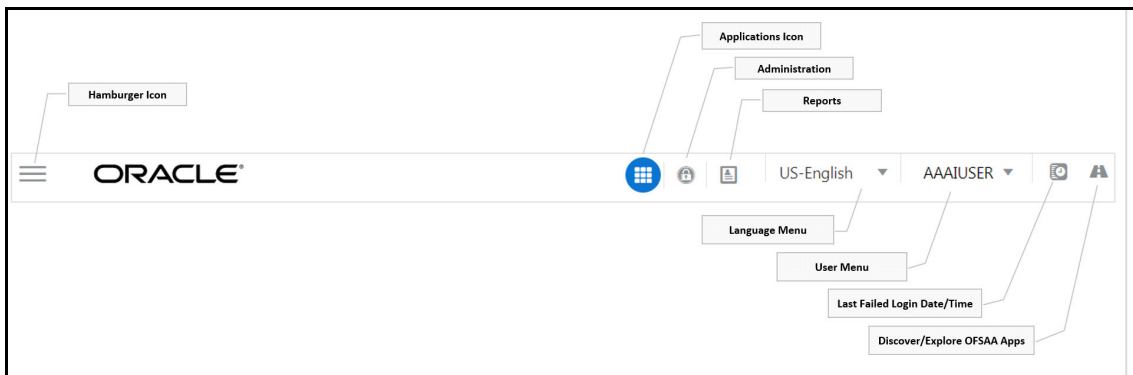 Applications Icon
Administration
Hamburger Icon
Reports
ORACLE®
US-English
AAAIUSER
Language Menu
User Menu
Last Failed Login Date/Time
Discover/Explore OFSAA Apps